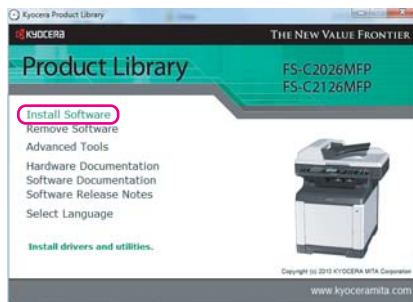 Kyocera Product Library
KYOCERA
THE NEW VALUE FRONTIER
Product Library
FS-C2026MFP
FS-C2126MFP
Install Software
Remove Software
Advanced Tools
Hardware Documentation
Software Documentation
Software Release Notes
Select Language
Install drivers and utilities.
Copyright (c) 2010 KYOCERA MITA Corporation
www.kyoceramita.com